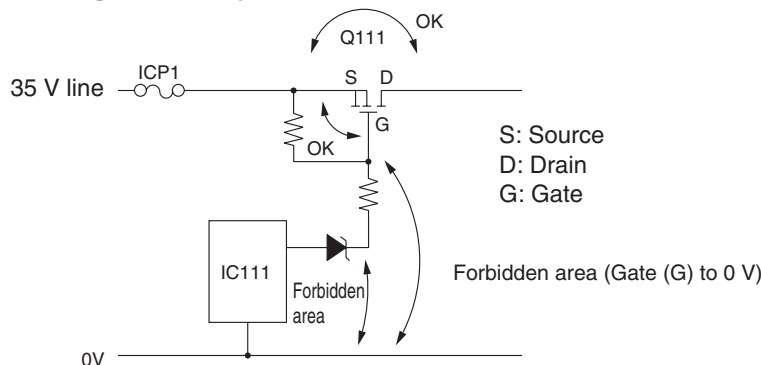 OK
Q111
ICP1
35 V line
S D
G
OK
S: Source
D: Drain
G: Gate
IC111
Forbidden
area
Forbidden area (Gate (G) to 0 V)
0V